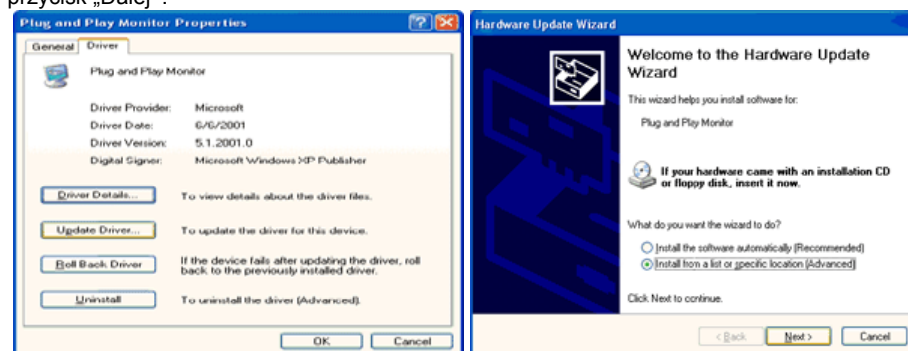 przycisk „Dalej”.
Plug and Play Monitor Properties
General
Driver
Plug and Play Monitor
Driver Provider: Microsoft
Driver Date: 6/6/2001
Driver Version: 5.1.2001.0
Digital Signer: Microsoft Windows XP Publisher
Driver Details...
To view details about the driver files.
Update Driver...
To update the driver for this device.
Roll Back Driver
If the device fails after updating the driver, roll
back to the previously installed driver.
Uninstall
To uninstall the driver (Advanced).
OK
Cancel
Hardware Update Wizard
Welcome to the Hardware Update
Wizard
This wizard helps you install software for:
Plug and Play Monitor
If your hardware came with an installation CD
or floppy disk, insert it now.
What do you want the wizard to do?
Install the software automatically (Recommended)
Install from a list or specific location (Advanced)
Click Next to continue.
< Back
Next >
Cancel